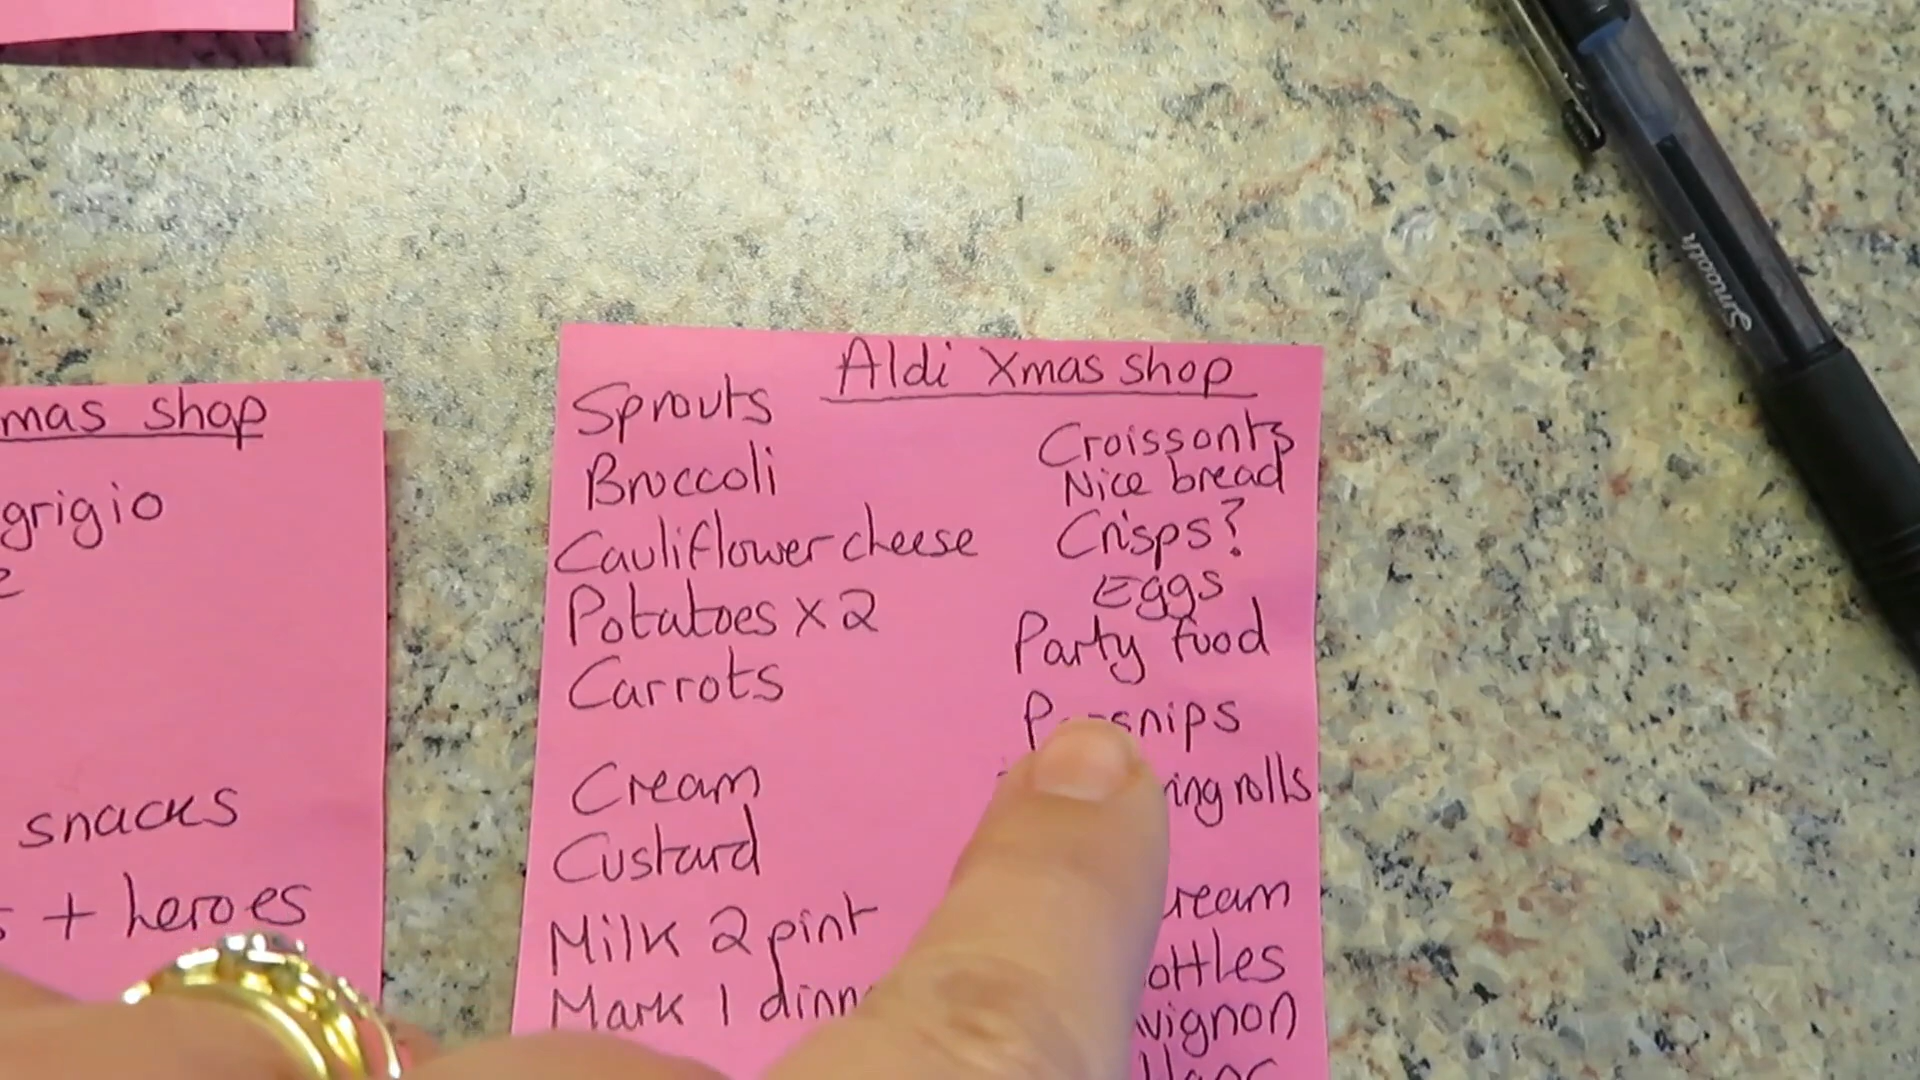 mas shop
grigio
snacks
+ heroes
Aldi Xmas shop
Sprouts
Broccoli
Cauliflower cheese
Potatoes x 2
Carrots
Cream
Custard
Milk 2 pint
Mark 1 dinn
Croissonts
Nice bread
Crisps?
Eggs
Party food
P snips
ing rolls
ream
ottles
vignon
Smooth